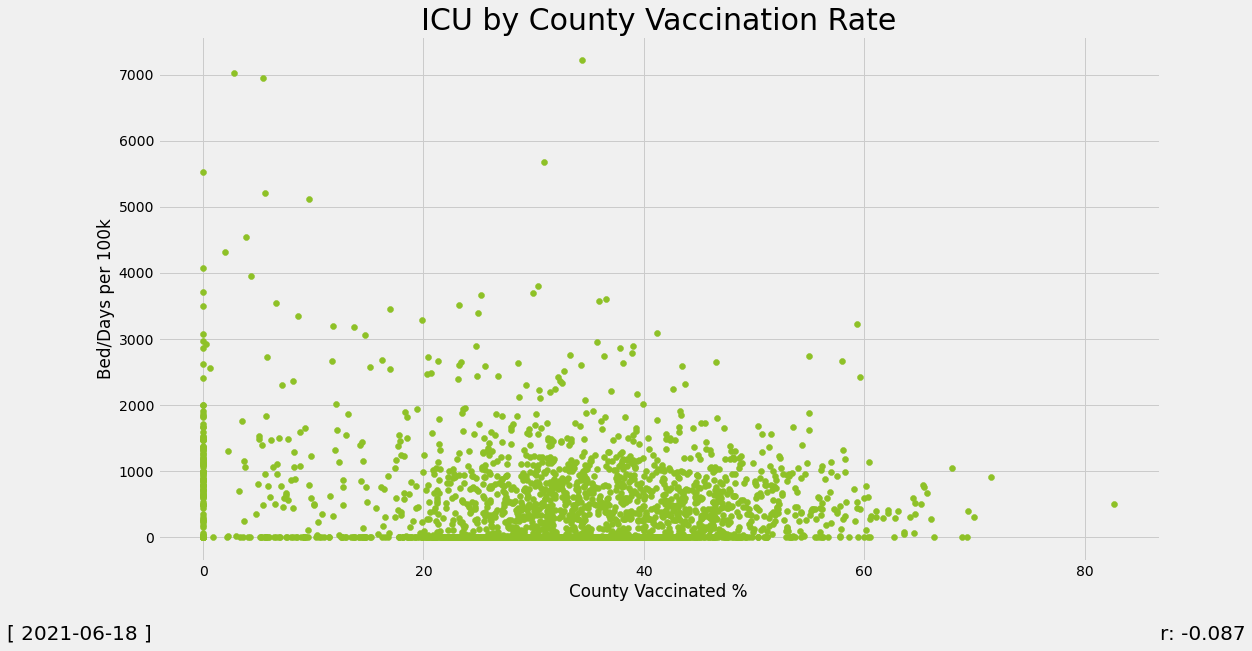 ICU by County Vaccination Rate
7000
6000
5000
4000
3000
2000
1000
0
Bed/Days per 100k
0 20 40 60 80
County Vaccinated %
[ 2021-06-18 ]
r: -0.087